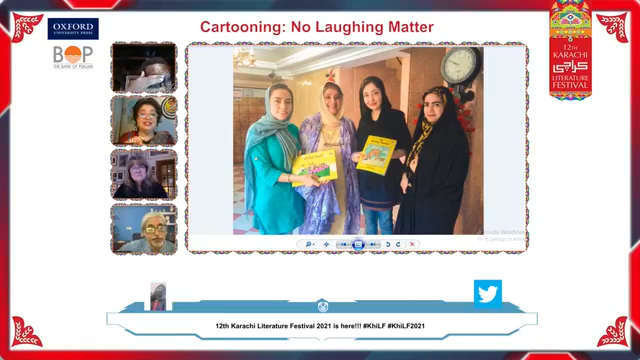 Cartooning: No Laughing Matter
OXFORD
UNIVERSITY PRESS
BOP
THE BANK OF PUNJAB
12TH
KARACHI
کراچی
LITERATURE
FESTIVAL
12th Karachi Literature Festival 2021 is here!!! #KhiLF #KhiLF2021